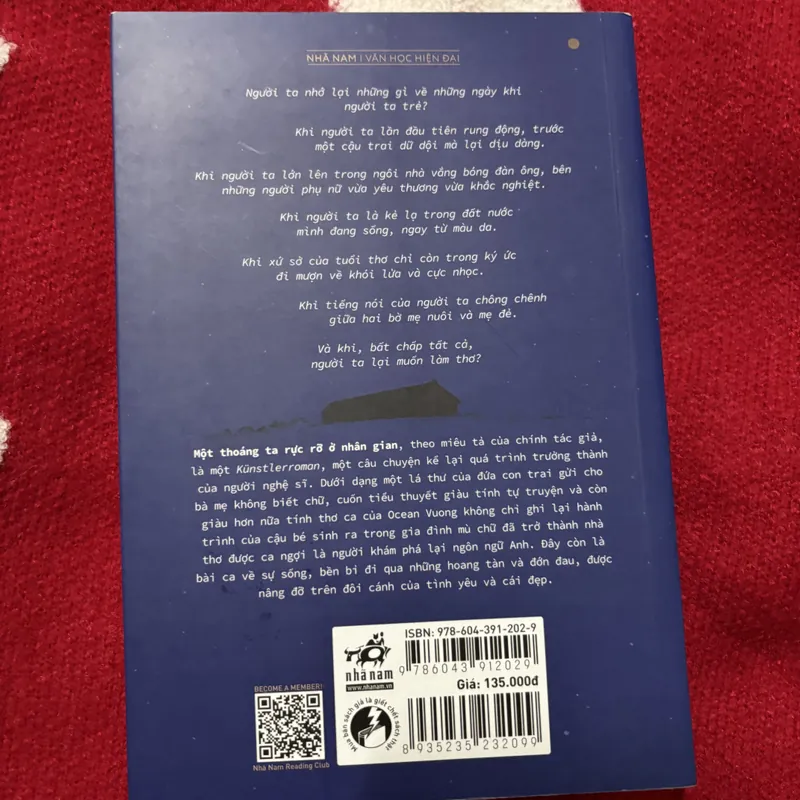 NHÃ NAM | VĂN HỌC HIỆN ĐẠI
Người ta nhớ lại những gì về những ngày khi
người ta trẻ?
Khi người ta lần đầu tiên rung động, trước
một cậu trai dữ dội mà lại dịu dàng.
Khi người ta lớn lên trong ngôi nhà vắng bóng đàn ông, bên
những người phụ nữ vừa yêu thương vừa khắc nghiệt.
Khi người ta là kẻ lạ trong đất nước
mình đang sống, ngay từ màu da.
Khi xứ sở của tuổi thơ chỉ còn trong ký ức
đi mượn về khói lửa và cực nhọc.
Khi tiếng nói của người ta chông chênh
giữa hai bờ mẹ nuôi và mẹ đẻ.
Và khi, bất chấp tất cả,
người ta lại muốn làm thơ?
Một thoáng ta rực rỡ ở nhân gian, theo miêu tả của chính tác giả,
là một Künstlerroman, một câu chuyện kể lại quá trình trưởng thành
của người nghệ sĩ. Dưới dạng một lá thư của đứa con trai gửi cho
bà mẹ không biết chữ, cuốn tiểu thuyết giàu tính tự truyện và còn
giàu hơn nữa tính thơ ca của Ocean Vuong không chỉ ghi lại hành
trình của cậu bé sinh ra trong gia đình mù chữ đã trở thành nhà
thơ được ca ngợi là người khám phá lại ngôn ngữ Anh. Đây còn là
bài ca về sự sống, bền bỉ đi qua những hoang tàn và đớn đau, được
nâng đỡ trên đôi cánh của tình yêu và cái đẹp.
BECOME A MEMBER!
Nhã Nam Reading Club
nhã nam
www.nhanam.vn
Mua bán sách giả là giết chết sách thật
ISBN: 978-604-391-202-9
9 786043 912029
Giá: 135.000đ
8 935235 232099